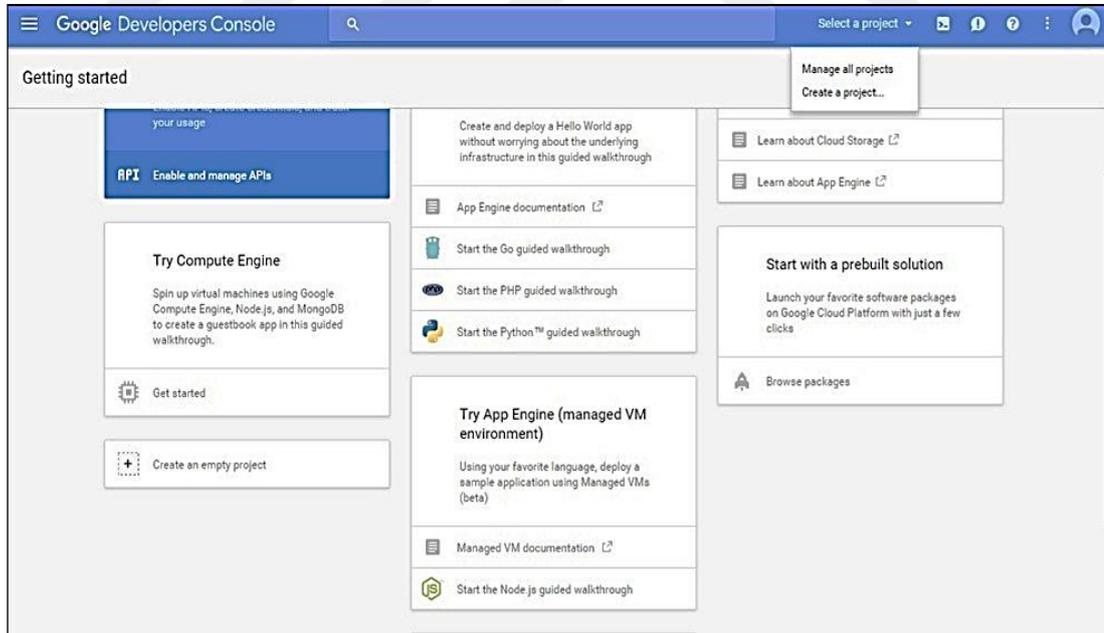 Google Developers Console
Select a project
Manage all projects
Create a project...
Getting started
your usage
API Enable and manage APIs
Try Compute Engine
Spin up virtual machines using Google
Compute Engine, Node.js, and MongoDB
to create a guestbook app in this guided
walkthrough.
Get started
Create an empty project
Create and deploy a Hello World app
without worrying about the underlying
infrastructure in this guided walkthrough
App Engine documentation
Start the Go guided walkthrough
php Start the PHP guided walkthrough
Start the Python™ guided walkthrough
Try App Engine (managed VM
environment)
Using your favorite language, deploy a
sample application using Managed VMs
(beta)
Managed VM documentation
JS Start the Node.js guided walkthrough
Learn about Cloud Storage
Learn about App Engine
Start with a prebuilt solution
Launch your favorite software packages
on Google Cloud Platform with just a few
clicks
Browse packages